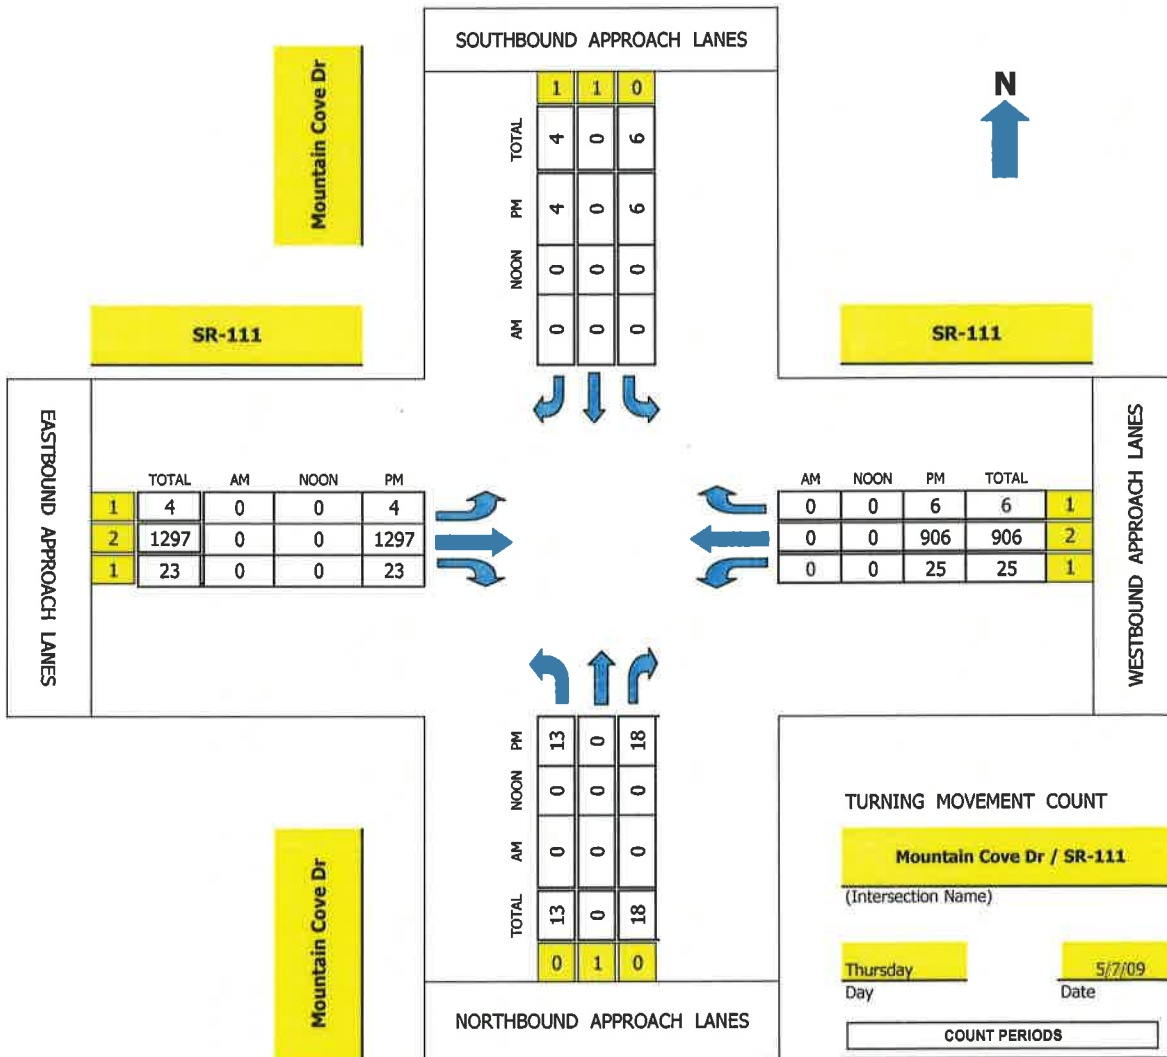 SOUTHBOUND APPROACH LANES
1 1 0
TOTAL 4 0 6
PM 4 0 6
NOON 0 0 0
AM 0 0 0
Mountain Cove Dr
N
SR-111
SR-111
EASTBOUND APPROACH LANES
TOTAL AM NOON PM
1 4 0 0 4
2 1297 0 0 1297
1 23 0 0 23
AM NOON PM TOTAL
0 0 6 6 1
0 0 906 906 2
0 0 25 25 1
WESTBOUND APPROACH LANES
PM 13 0 18
NOON 0 0 0
AM 0 0 0
TOTAL 13 0 18
0 1 0
NORTHBOUND APPROACH LANES
Mountain Cove Dr
TURNING MOVEMENT COUNT
Mountain Cove Dr / SR-111
(Intersection Name)
Thursday 5/7/09
Day Date
COUNT PERIODS